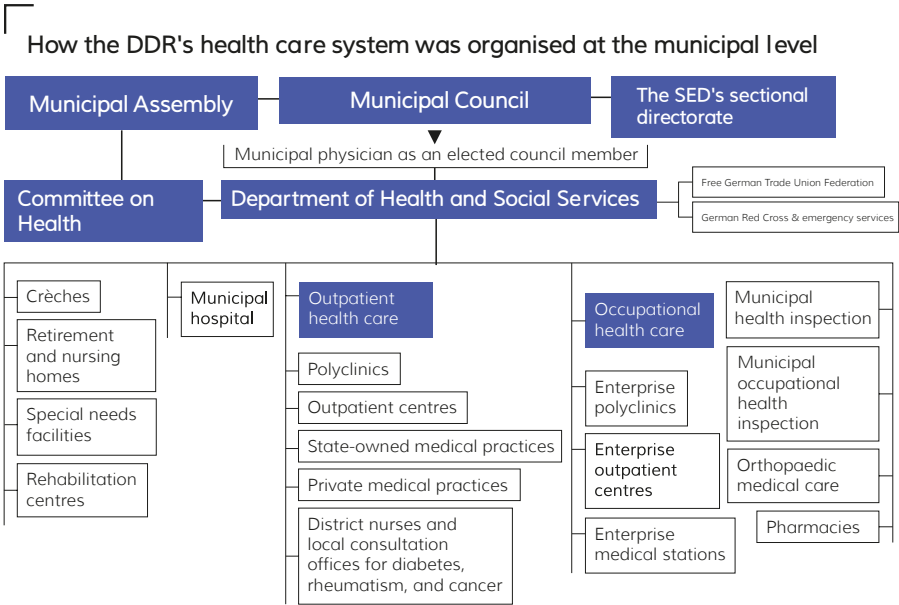 How the DDR's health care system was organised at the municipal level
Municipal Assembly
Municipal Council
The SED's sectional
directorate
Municipal physician as an elected council member
Committee on
Health
Department of Health and Social Services
Free German Trade Union Federation
German Red Cross & emergency services
Crèches
Retirement
and nursing
homes
Special needs
facilities
Rehabilitation
centres
Municipal
hospital
Outpatient
health care
Polyclinics
Outpatient centres
State-owned medical practices
Private medical practices
District nurses and
local consultation
offices for diabetes,
rheumatism, and cancer
Occupational
health care
Enterprise
polyclinics
Enterprise
outpatient
centres
Enterprise
medical stations
Municipal
health inspection
Municipal
occupational
health
inspection
Orthopaedic
medical care
Pharmacies